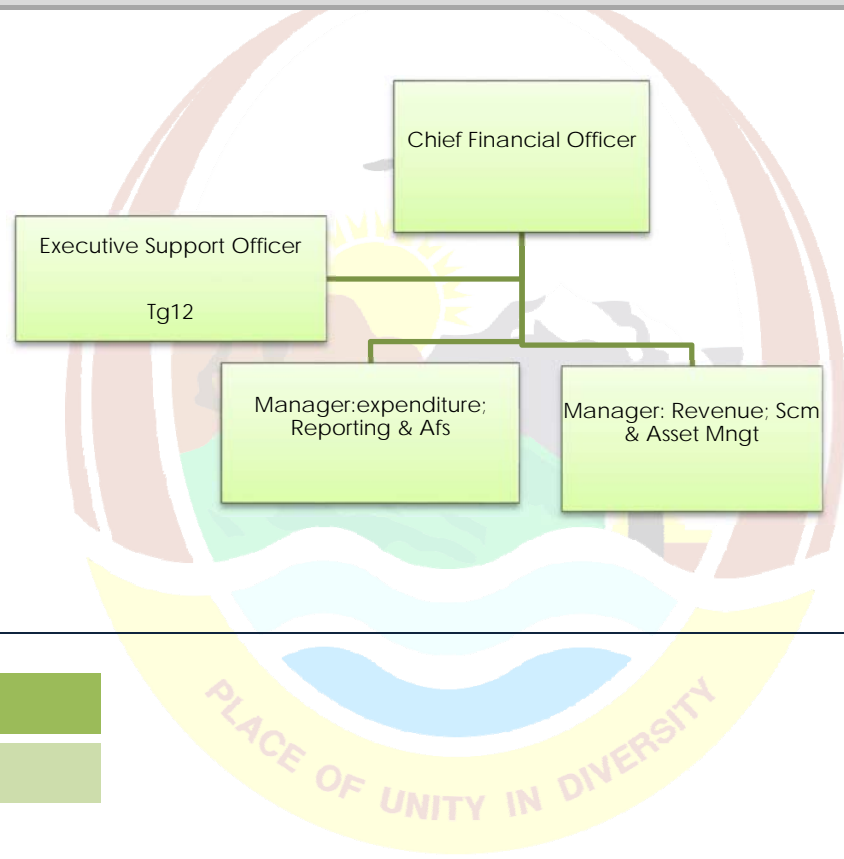 Chief Financial Officer
Executive Support Officer
Tg12
Manager:expenditure;
Reporting & Afs
Manager: Revenue; Scm
& Asset Mngt
PLACE OF UNITY IN DIVERSITY